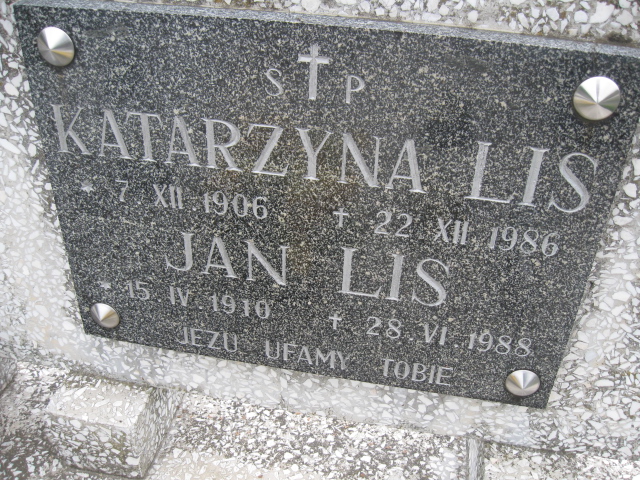 S † P
KATARZYNA LIS
* 7. XII. 1906 † 22 XII. 1986
JAN LIS
* 15. IV. 1910 † 28. VI. 1988
JEZU UFAMY TOBIE